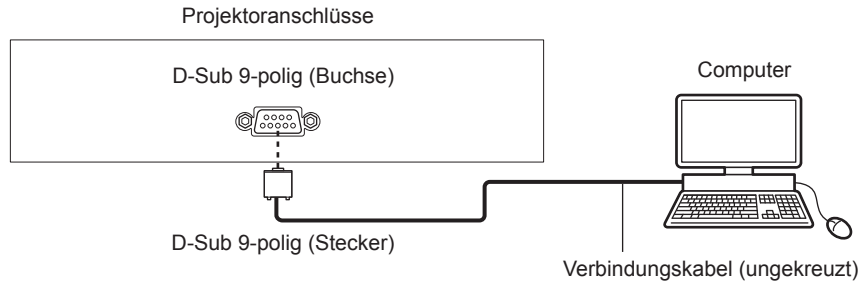 Projektoranschlüsse
D-Sub 9-polig (Buchse)
Computer
D-Sub 9-polig (Stecker)
Verbindungskabel (ungekreuzt)